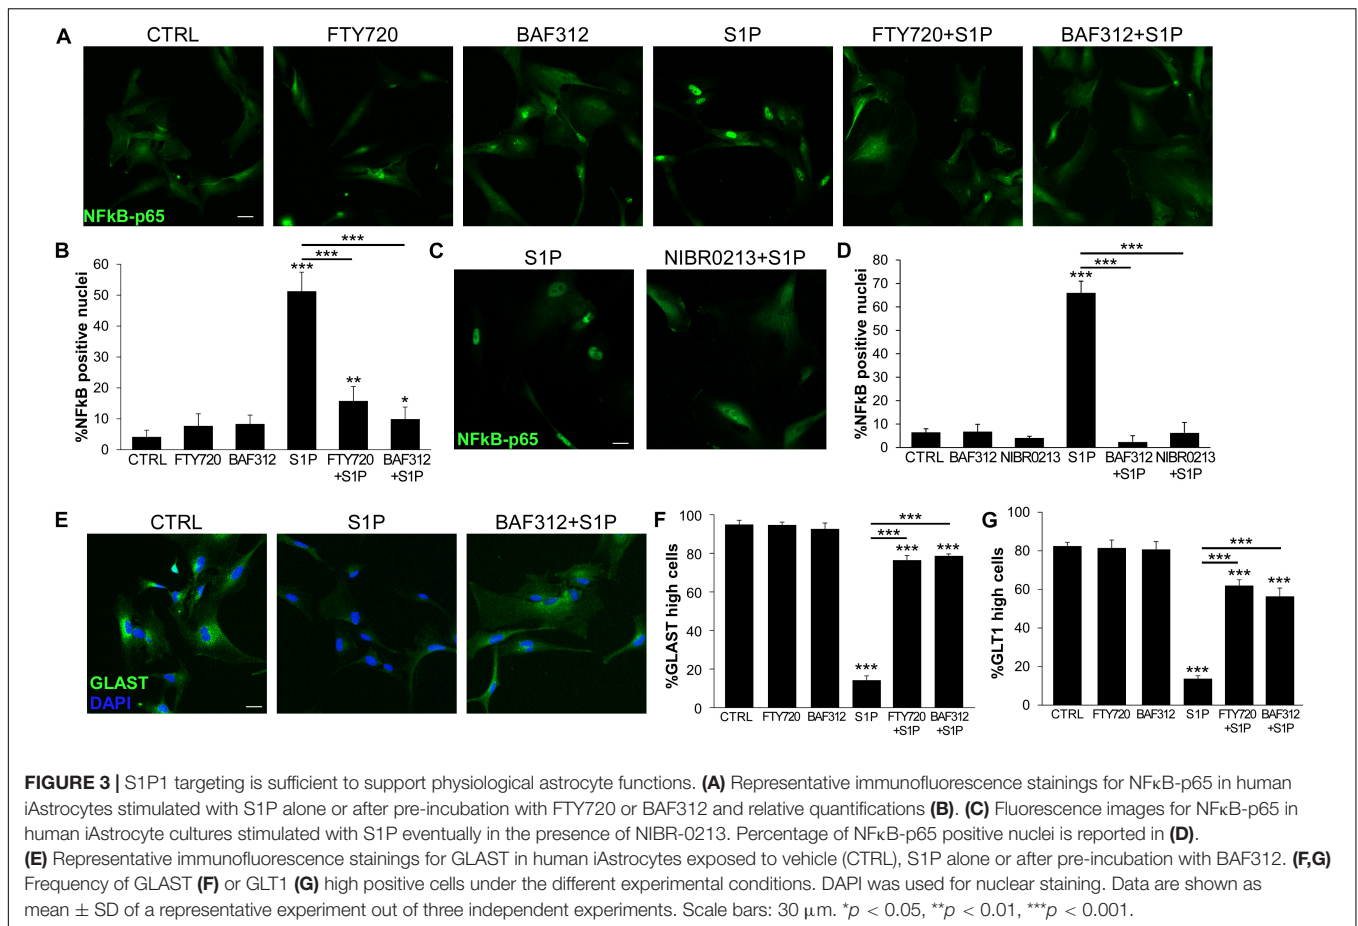 A
CTRL FTY720 BAF312 S1P FTY720+S1P BAF312+S1P
NFkB-p65
B
%NFkB positive nuclei
60
50
40
30
20
10
0
***
***
***
**
*
CTRL FTY720 BAF312 S1P FTY720 BAF312
+S1P +S1P
C
S1P NIBR0213+S1P
NFkB-p65
D
%NFkB positive nuclei
80
70
60
50
40
30
20
10
0
***
***
***
CTRL BAF312 NIBR0213 S1P BAF312 NIBR0213
+S1P +S1P
E
CTRL S1P BAF312+S1P
GLAST
DAPI
F
%GLAST high cells
100
80
60
40
20
0
***
***
*** ***
***
CTRL FTY720 BAF312 S1P FTY720 BAF312
+S1P +S1P
G
%GLT1 high cells
100
80
60
40
20
0
***
***
***
***
***
CTRL FTY720 BAF312 S1P FTY720 BAF312
+S1P +S1P
FIGURE 3 | S1P1 targeting is sufficient to support physiological astrocyte functions. (A) Representative immunofluorescence stainings for NFκB-p65 in human
iAstrocytes stimulated with S1P alone or after pre-incubation with FTY720 or BAF312 and relative quantifications (B). (C) Fluorescence images for NFκB-p65 in
human iAstrocyte cultures stimulated with S1P eventually in the presence of NIBR-0213. Percentage of NFκB-p65 positive nuclei is reported in (D).
(E) Representative immunofluorescence stainings for GLAST in human iAstrocytes exposed to vehicle (CTRL), S1P alone or after pre-incubation with BAF312. (F,G)
Frequency of GLAST (F) or GLT1 (G) high positive cells under the different experimental conditions. DAPI was used for nuclear staining. Data are shown as
mean ± SD of a representative experiment out of three independent experiments. Scale bars: 30 μm. *p < 0.05, **p < 0.01, ***p < 0.001.